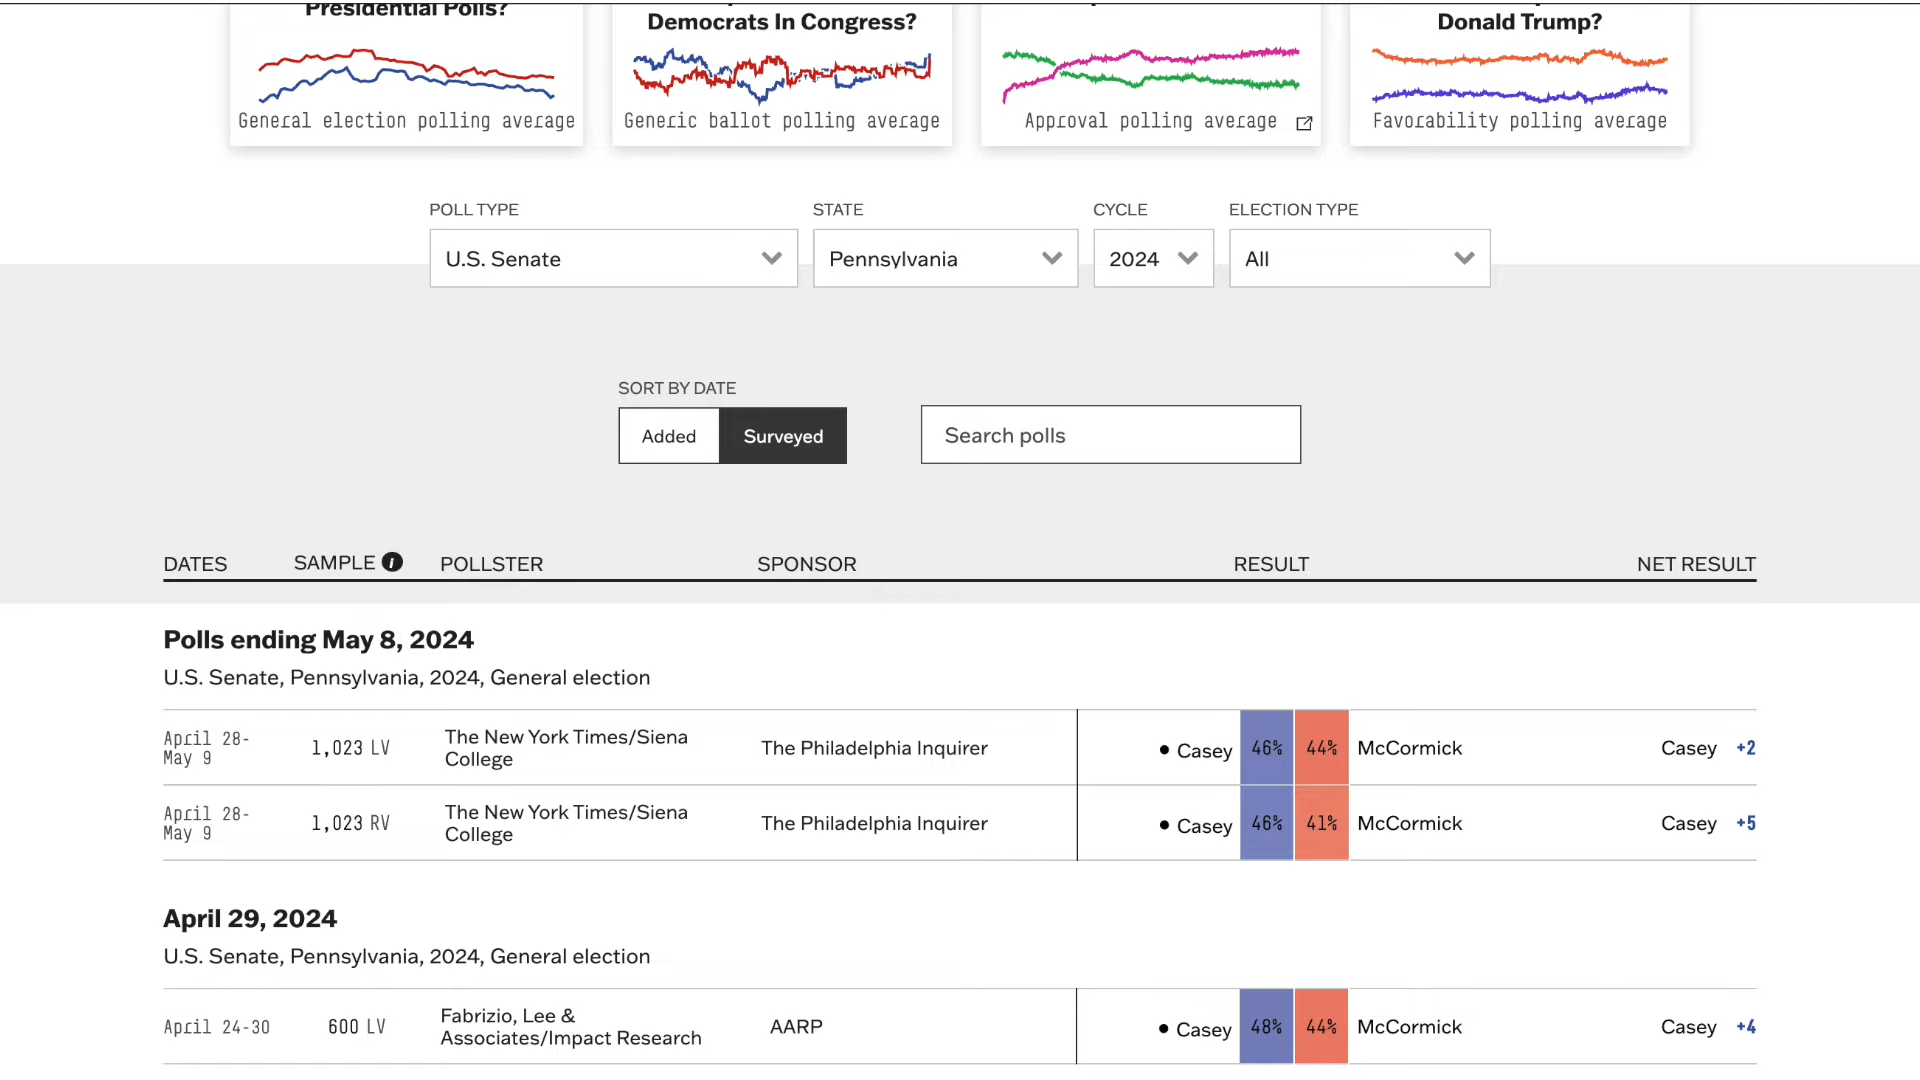 Presidential Polls?
Democrats In Congress?
Donald Trump?
General election polling average
Generic ballot polling average
Approval polling average
Favorability polling average
POLL TYPE
STATE
CYCLE
ELECTION TYPE
U.S. Senate
Pennsylvania
2024
All
SORT BY DATE
Added
Surveyed
Search polls
DATES SAMPLE i POLLSTER SPONSOR RESULT NET RESULT
Polls ending May 8, 2024
U.S. Senate, Pennsylvania, 2024, General election
April 28-
May 9
1,023 LV
The New York Times/Siena
College
The Philadelphia Inquirer
• Casey 46% 44% McCormick
Casey +2
April 28-
May 9
1,023 RV
The New York Times/Siena
College
The Philadelphia Inquirer
• Casey 46% 41% McCormick
Casey +5
April 29, 2024
U.S. Senate, Pennsylvania, 2024, General election
April 24-30
600 LV
Fabrizio, Lee &
Associates/Impact Research
AARP
• Casey 48% 44% McCormick
Casey +4